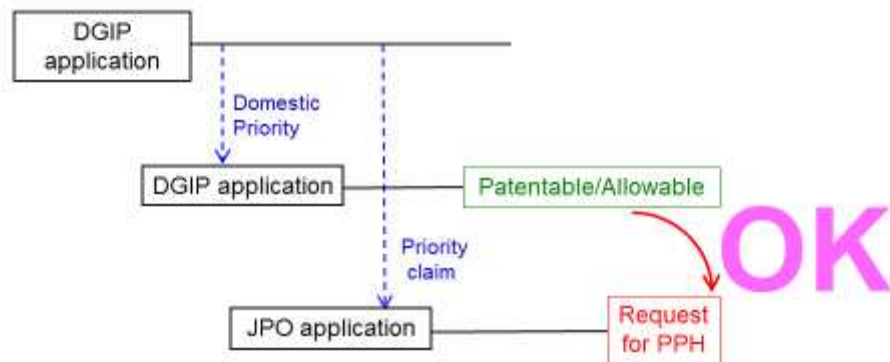 DGIP
application
Domestic
Priority
DGIP application
Patentable/Allowable
OK
Priority
claim
JPO application
Request
for PPH